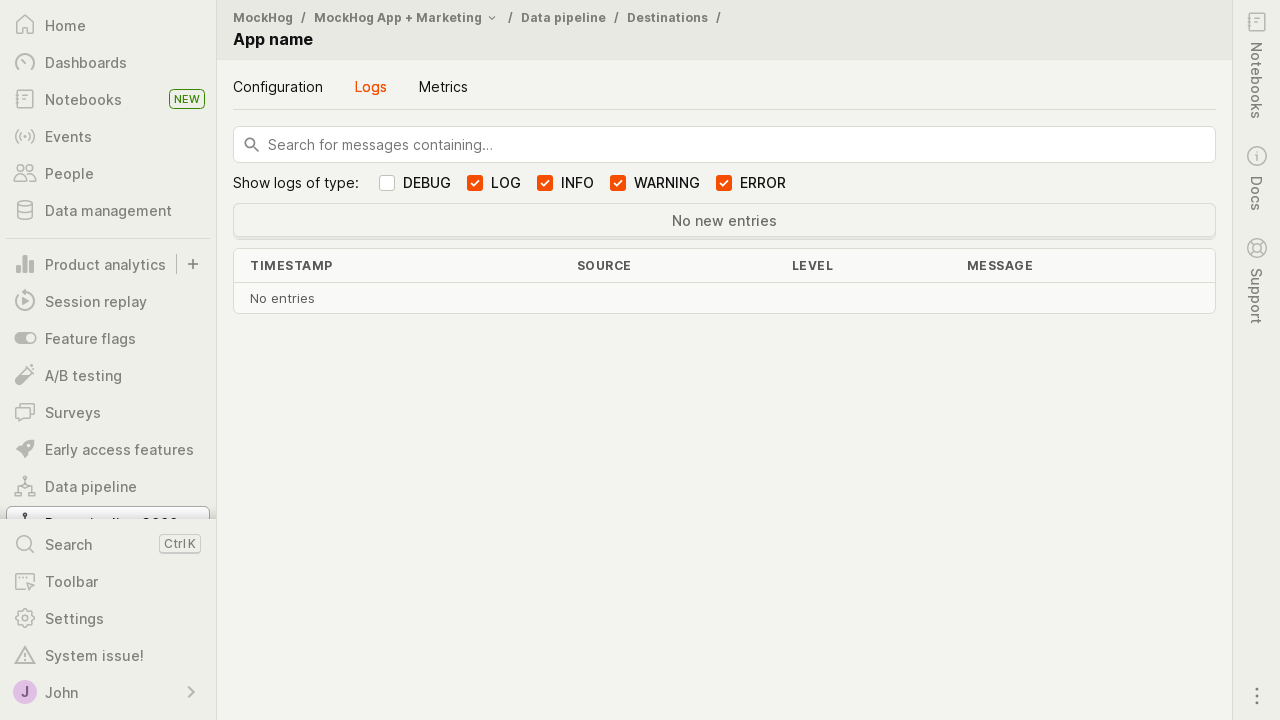 Home
Dashboards
Notebooks NEW
Events
People
Data management
Product analytics
Session replay
Feature flags
A/B testing
Surveys
Early access features
Data pipeline
Search Ctrl K
Toolbar
Settings
System issue!
J John
MockHog / MockHog App + Marketing / Data pipeline / Destinations /
App name
Configuration Logs Metrics
Search for messages containing…
Show logs of type: DEBUG LOG INFO WARNING ERROR
No new entries
TIMESTAMP SOURCE LEVEL MESSAGE
No entries
Notebooks
Docs
Support